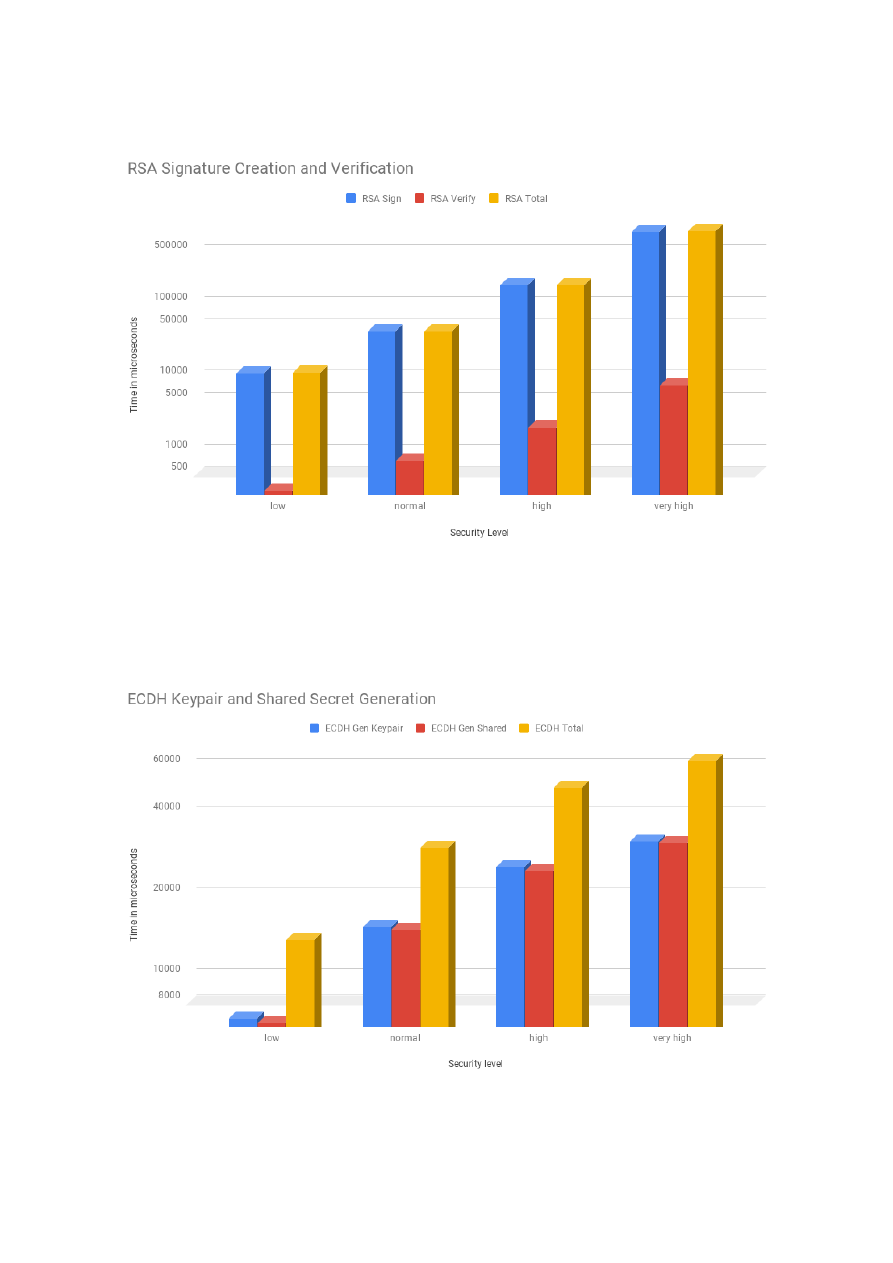 RSA Signature Creation and Verification
RSA Sign RSA Verify RSA Total
500000
100000
50000
10000
5000
1000
500
Time in microseconds
low normal high very high
Security Level
ECDH Keypair and Shared Secret Generation
ECDH Gen Keypair ECDH Gen Shared ECDH Total
60000
40000
20000
10000
8000
Time in microseconds
low normal high very high
Security level